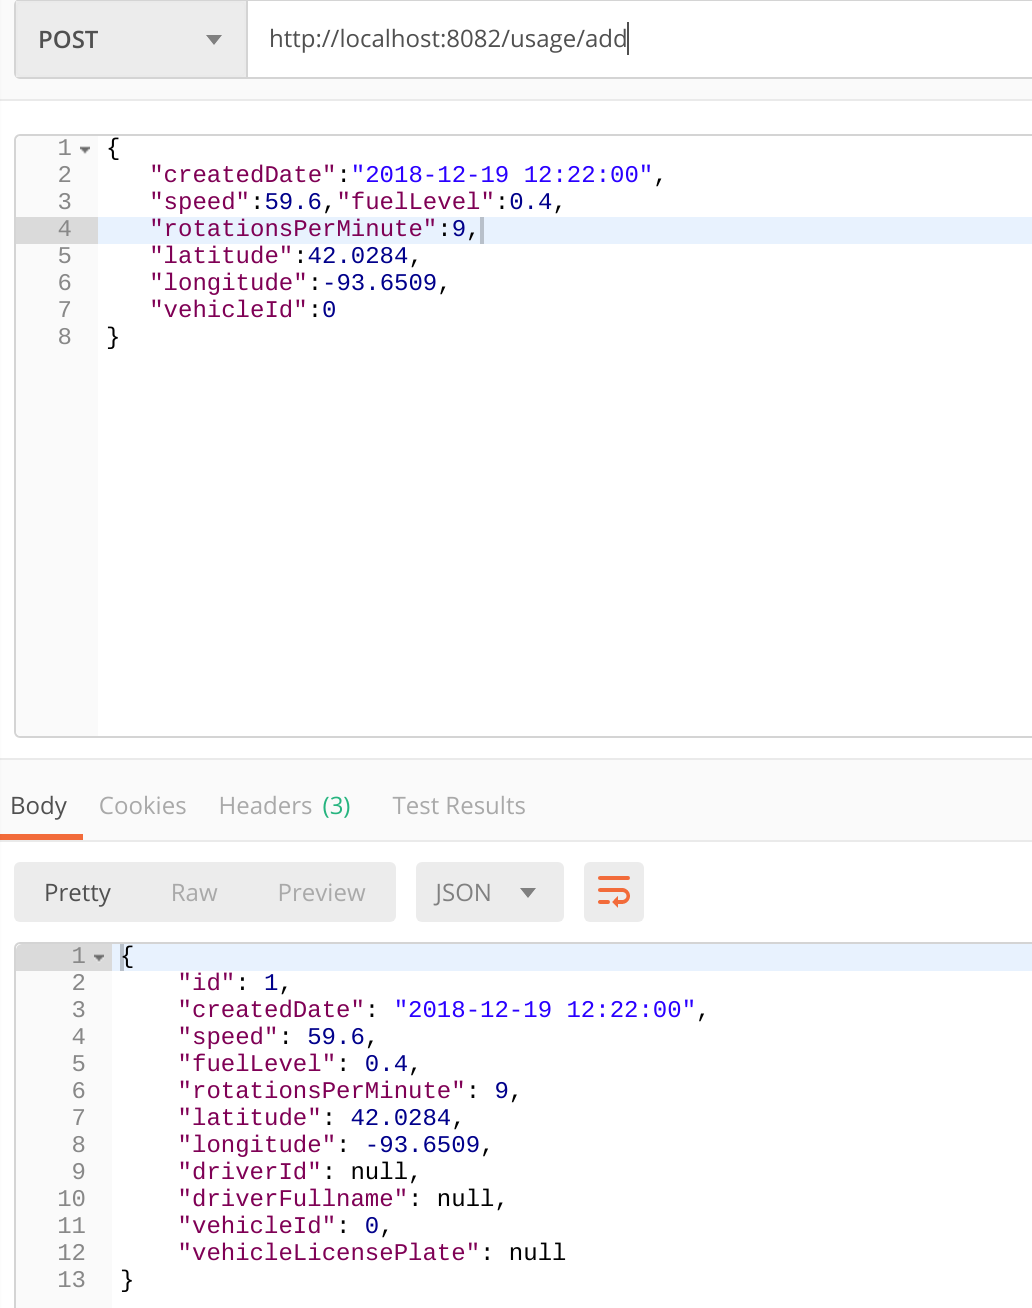 POST http://localhost:8082/usage/add
1 {
2 "createdDate":"2018-12-19 12:22:00",
3 "speed":59.6,"fuelLevel":0.4,
4 "rotationsPerMinute":9,
5 "latitude":42.0284,
6 "longitude":-93.6509,
7 "vehicleId":0
8 }
Body Cookies Headers (3) Test Results
Pretty Raw Preview JSON
1 {
2 "id": 1,
3 "createdDate": "2018-12-19 12:22:00",
4 "speed": 59.6,
5 "fuelLevel": 0.4,
6 "rotationsPerMinute": 9,
7 "latitude": 42.0284,
8 "longitude": -93.6509,
9 "driverId": null,
10 "driverFullname": null,
11 "vehicleId": 0,
12 "vehicleLicensePlate": null
13 }